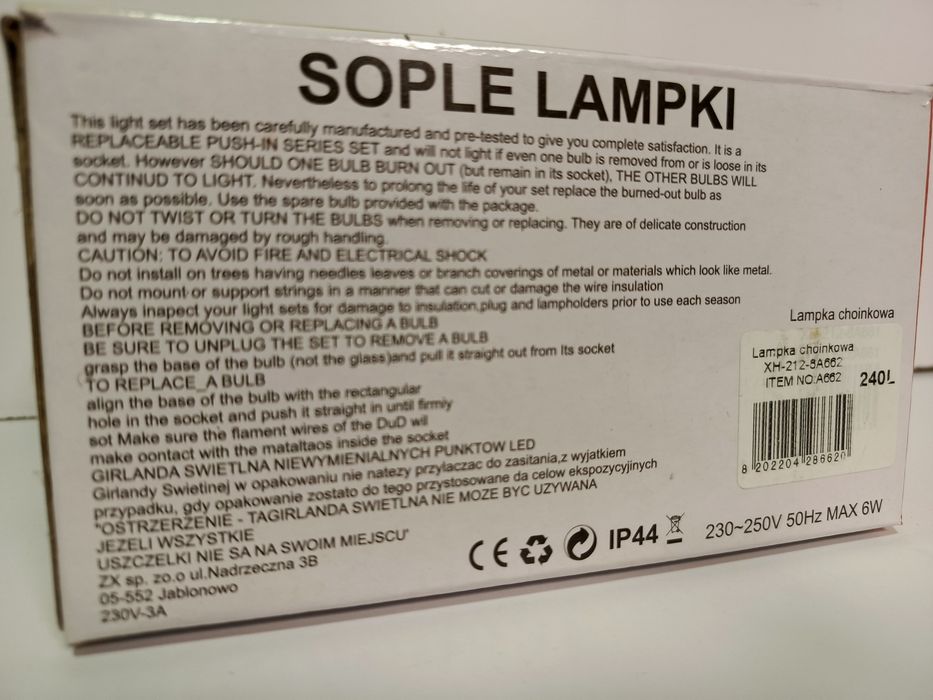 SOPLE LAMPKI
This light set has been carefully manufactured and pre-tested to give you complete satisfaction. It is a
REPLACEABLE PUSH-IN SERIES SET and will not light if even one bulb is removed from or is loose in its
socket. However SHOULD ONE BULB BURN OUT (but remain in its socket), THE OTHER BULBS WILL
CONTINUD TO LIGHT. Nevertheless to prolong the life of your set replace the burned-out bulb as
soon as possible. Use the spare bulb provided with the package.
DO NOT TWIST OR TURN THE BULBS when removing or replacing. They are of delicate construction
and may be damaged by rough handling.
CAUTION: TO AVOID FIRE AND ELECTRICAL SHOCK
Do not install on trees having needles leaves or branch coverings of metal or materials which look like metal.
Do not mount or support strings in a manner that can cut or damage the wire insulation
Always inapect your light sets for damage to insulation,plug and lampholders prior to use each season
BEFORE REMOVING OR REPLACING A BULB
BE SURE TO UNPLUG THE SET TO REMOVE A BULB
grasp the base of the bulb (not the glass)and pull it straight out from Its socket
TO REPLACE_A BULB
align the base of the bulb with the rectangular
hole in the socket and push it straight in until firmiy
sot Make sure the flament wires of the DuD wil
make oontact with the mataltaos inside the socket
GIRLANDA SWIETLNA NIEWYMIENIALNYCH PUNKTOW LED
Girlandy Swietinej w opakowaniu nie natezy przyłaczac do zasitania,z wyjatkiem
przypadku, gdy opakowanie zostato do tego przystosowane da celow ekspozycyjnych
"OSTRZERZENIE - TAGIRLANDA SWIETLNA NIE MOZE BYC UZYWANA
JEZELI WSZYSTKIE
USZCZELKI NIE SA NA SWOIM MIEJSCU"
ZX sp. zo.o ul.Nadrzeczna 3B
05-552 Jablonowo
230V-3A
Lampka choinkowa
Lampka choinkowa
XH-212-8A662
ITEM NO:A662
240L
8 202204 286620
CE IP44 230~250V 50Hz MAX 6W